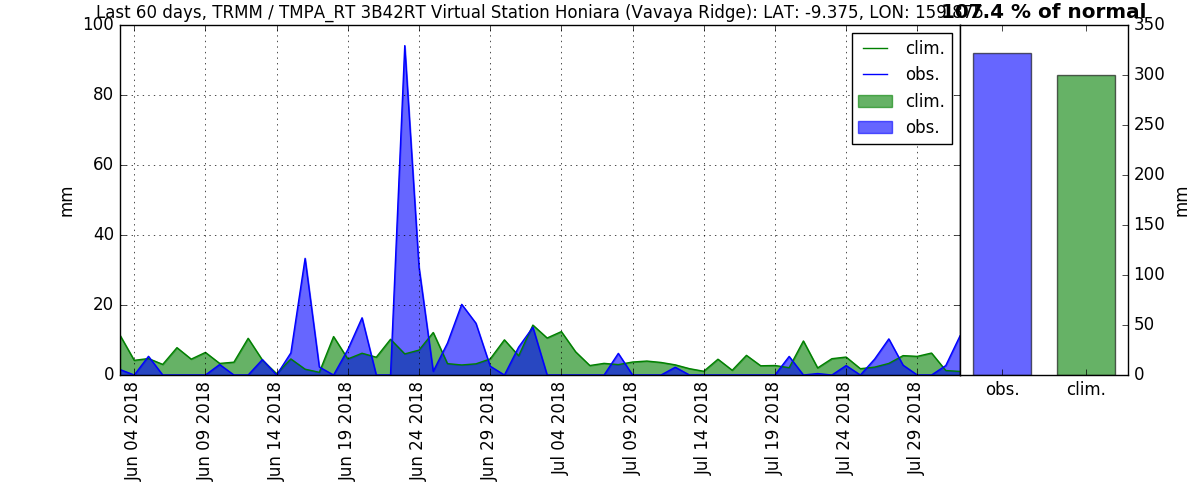 Last 60 days, TRMM / TMPA_RT 3B42RT Virtual Station Honiara (Vavaya Ridge): LAT: -9.375, LON: 159.875
107.4 % of normal
100
80
60
40
20
0
mm
clim.
obs.
clim.
obs.
350
300
250
200
150
100
50
0
mm
obs.
clim.
Jun 04 2018
Jun 09 2018
Jun 14 2018
Jun 19 2018
Jun 24 2018
Jun 29 2018
Jul 04 2018
Jul 09 2018
Jul 14 2018
Jul 19 2018
Jul 24 2018
Jul 29 2018